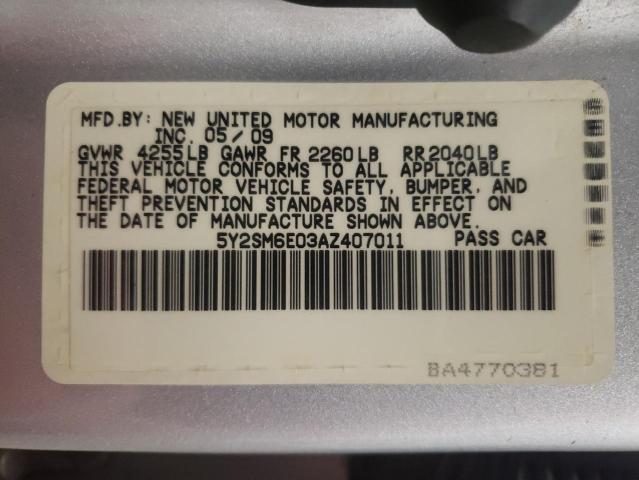 MFD.BY: NEW UNITED MOTOR MANUFACTURING
INC. 05/09
GVWR 4255LB GAWR FR 2260LB RR 2040LB
THIS VEHICLE CONFORMS TO ALL APPLICABLE
FEDERAL MOTOR VEHICLE SAFETY, BUMPER, AND
THEFT PREVENTION STANDARDS IN EFFECT ON
THE DATE OF MANUFACTURE SHOWN ABOVE.
5Y2SM6E03AZ407011 PASS CAR
BA4770381